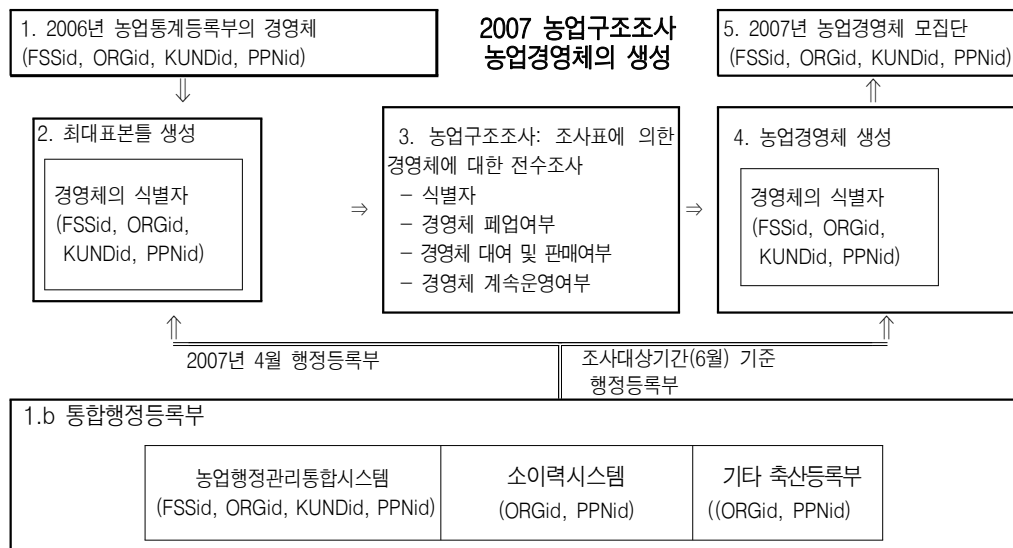 1. 2006년 농업통계등록부의 경영체
(FSSid, ORGid, KUNDid, PPNid)
2007 농업구조조사
농업경영체의 생성
5. 2007년 농업경영체 모집단
(FSSid, ORGid, KUNDid, PPNid)
⇓
⇑
2. 최대표본틀 생성
경영체의 식별자
(FSSid, ORGid,
KUNDid, PPNid)
⇒
3. 농업구조조사: 조사표에 의한
경영체에 대한 전수조사
- 식별자
- 경영체 폐업여부
- 경영체 대여 및 판매여부
- 경영체 계속운영여부
⇒
4. 농업경영체 생성
경영체의 식별자
(FSSid, ORGid,
KUNDid, PPNid)
⇑
⇑
2007년 4월 행정등록부
조사대상기간(6월) 기준
행정등록부
1.b 통합행정등록부
농업행정관리통합시스템
(FSSid, ORGid, KUNDid, PPNid)
소이력시스템
(ORGid, PPNid)
기타 축산등록부
((ORGid, PPNid)